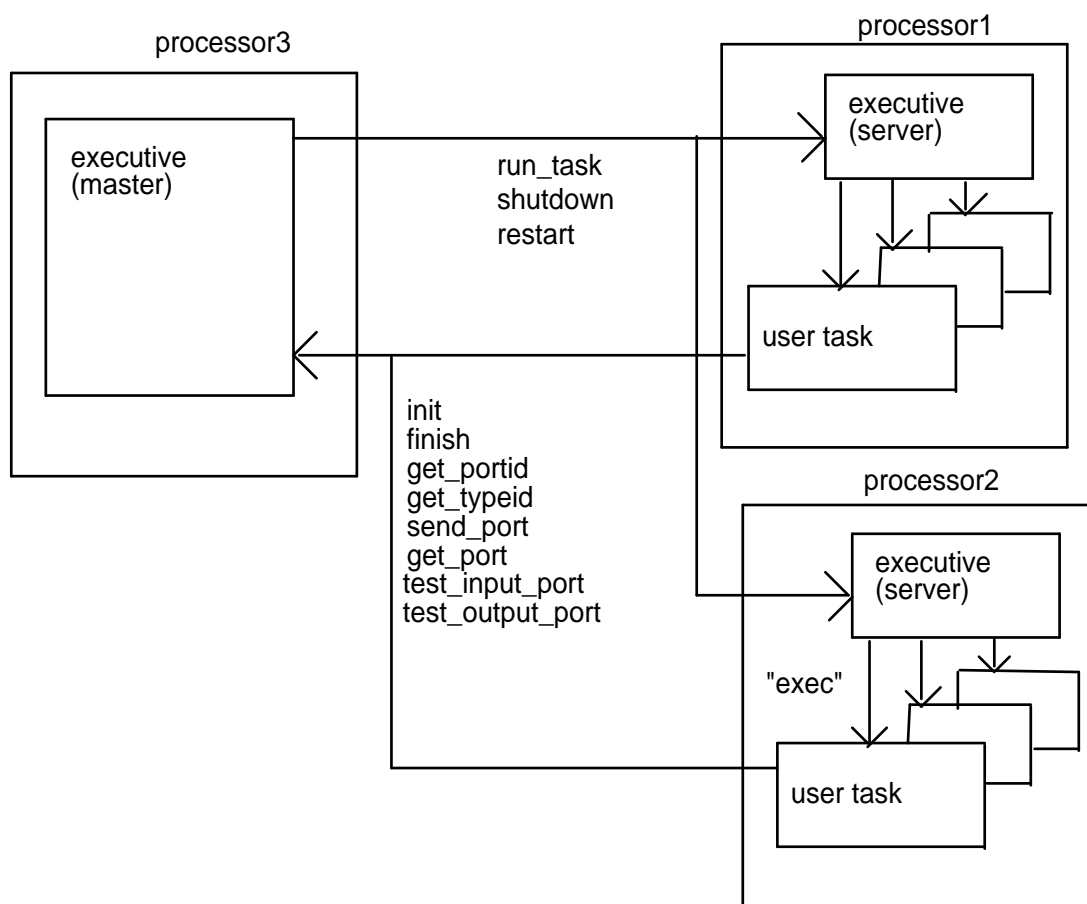 processor3
processor1
executive
(master)
executive
(server)
run_task
shutdown
restart
user task
init
finish
get_portid
get_typeid
send_port
get_port
test_input_port
test_output_port
processor2
executive
(server)
"exec"
user task